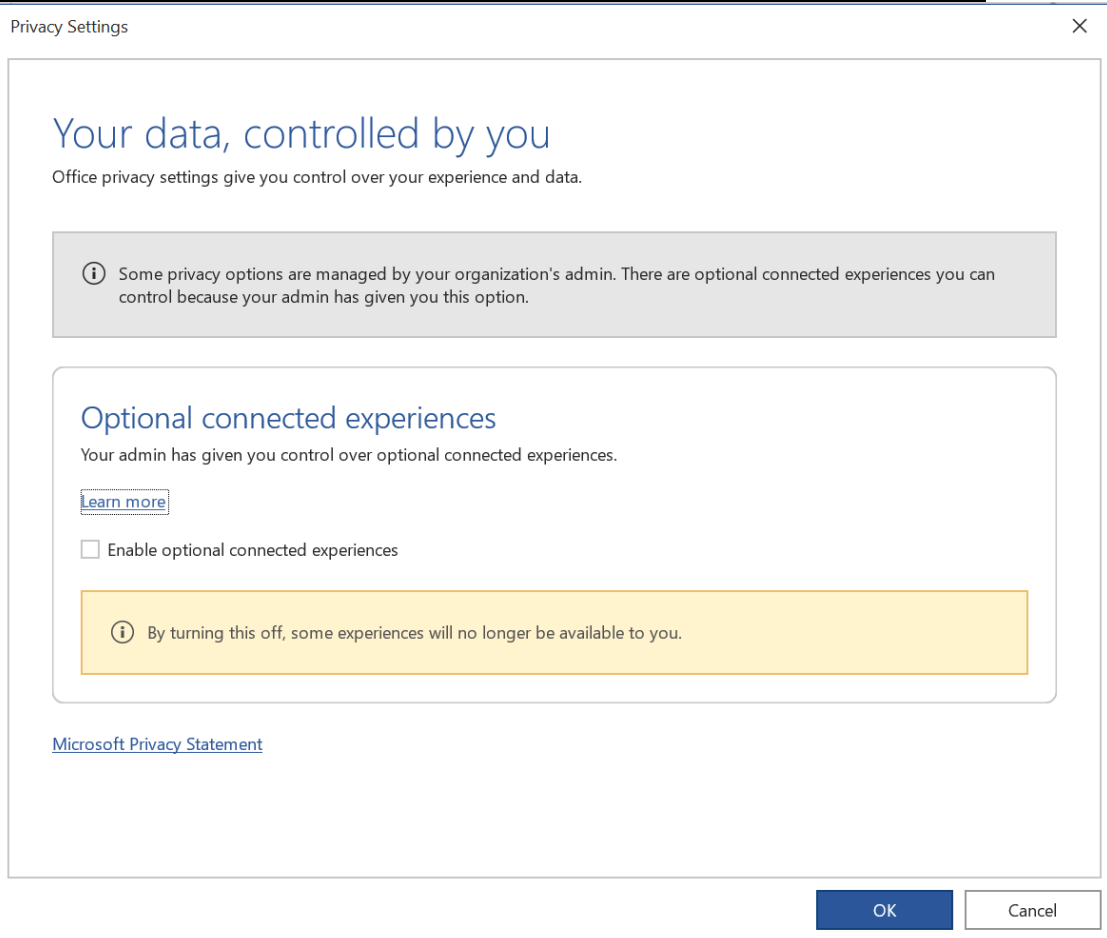 Privacy Settings
Your data, controlled by you
Office privacy settings give you control over your experience and data.
Some privacy options are managed by your organization's admin. There are optional connected experiences you can
control because your admin has given you this option.
Optional connected experiences
Your admin has given you control over optional connected experiences.
Learn more
Enable optional connected experiences
By turning this off, some experiences will no longer be available to you.
Microsoft Privacy Statement
OK
Cancel